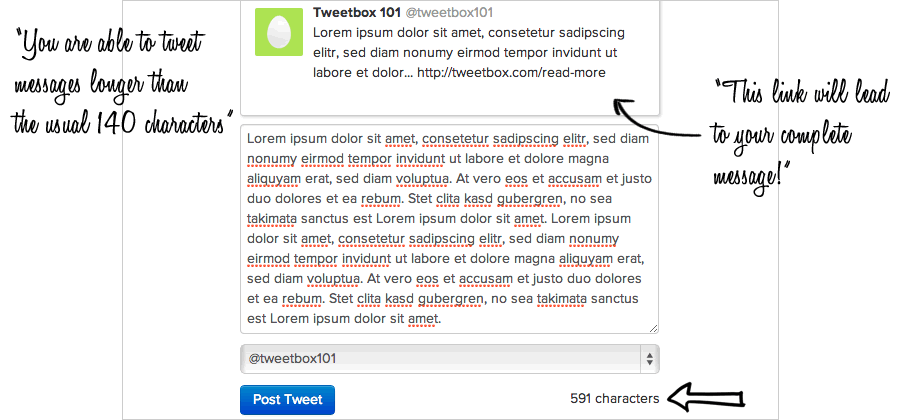 Tweetbox 101 @tweetbox101
Lorem ipsum dolor sit amet, consetetur sadipscing
elitr, sed diam nonumy eirmod tempor invidunt ut
labore et dolor... http://tweetbox.com/read-more
"You are able to tweet
messages longer than
the usual 140 characters"
"This link will lead
to your complete
message!"
Lorem ipsum dolor sit amet, consetetur sadipscing elitr, sed diam
nonumy eirmod tempor invidunt ut labore et dolore magna
aliquyam erat, sed diam voluptua. At vero eos et accusam et justo
duo dolores et ea rebum. Stet clita kasd gubergren, no sea
takimata sanctus est Lorem ipsum dolor sit amet. Lorem ipsum
dolor sit amet, consetetur sadipscing elitr, sed diam nonumy
eirmod tempor invidunt ut labore et dolore magna aliquyam erat,
sed diam voluptua. At vero eos et accusam et justo duo dolores
et ea rebum. Stet clita kasd gubergren, no sea takimata sanctus
est Lorem ipsum dolor sit amet.
@tweetbox101
Post Tweet
591 characters